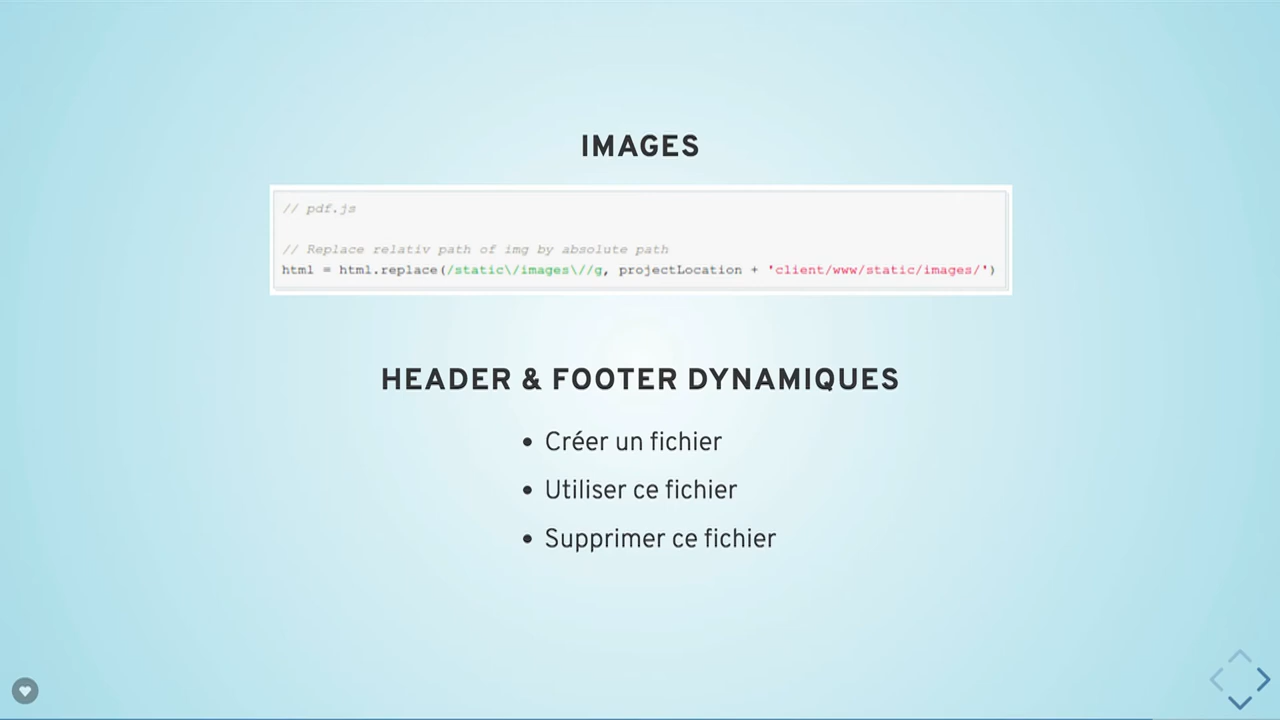 IMAGES
// pdf.js
// Replace relativ path of img by absolute path
html = html.replace(/static\/images\//g, projectLocation + 'client/www/static/images/')
HEADER & FOOTER DYNAMIQUES
• Créer un fichier
• Utiliser ce fichier
• Supprimer ce fichier